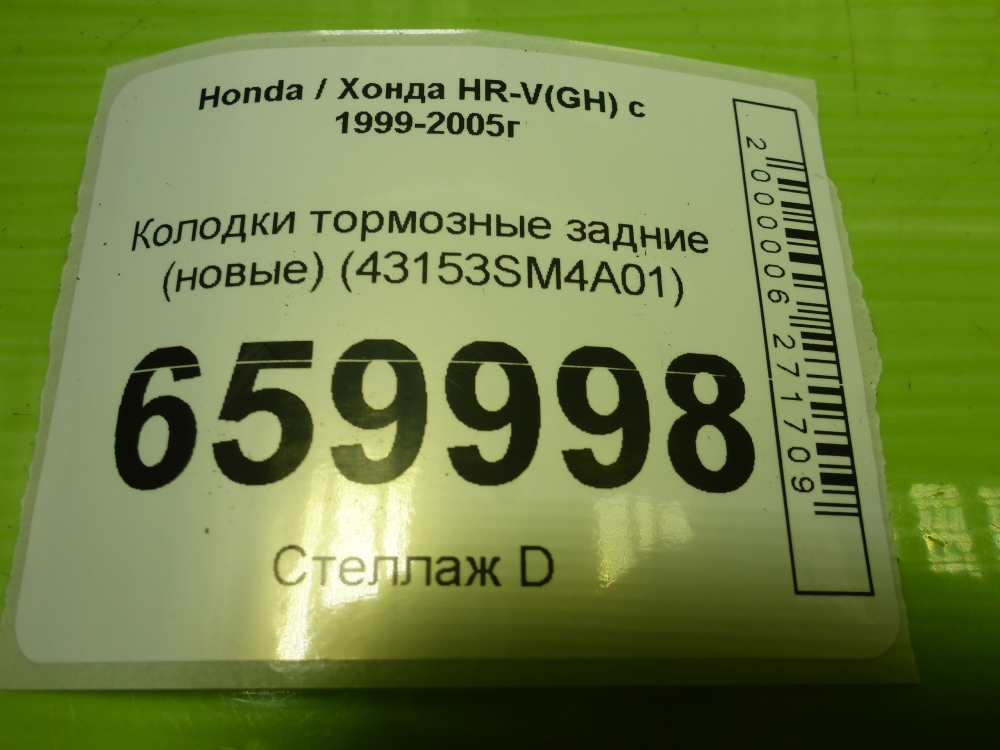 Honda / Хонда HR-V(GH) с
1999-2005г
Колодки тормозные задние
(новые) (43153SM4A01)
659998
Стеллаж D
2000006271709